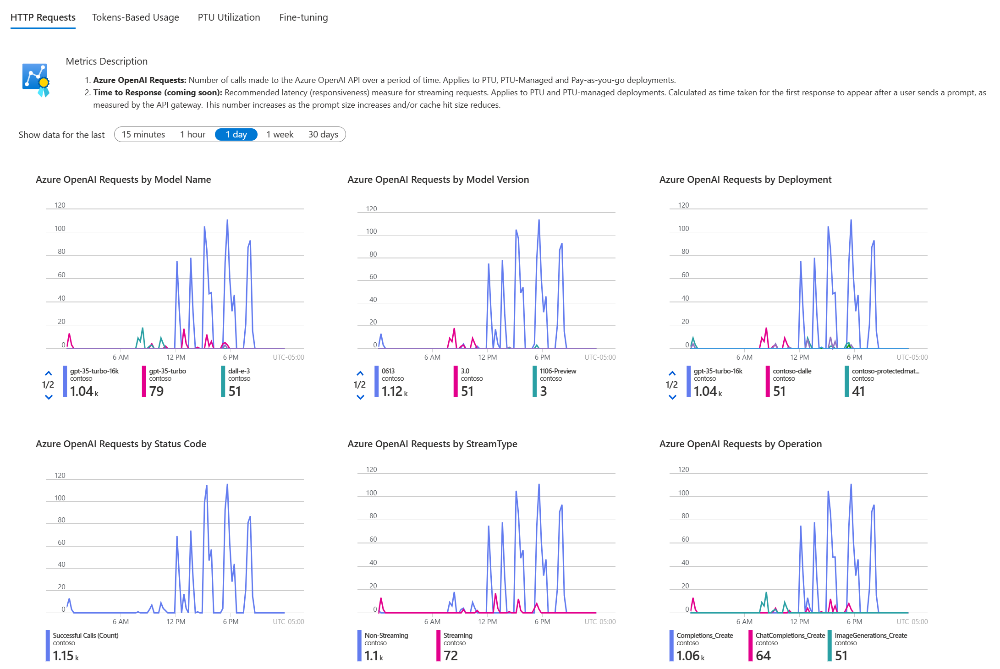 HTTP Requests Tokens-Based Usage PTU Utilization Fine-tuning
Metrics Description
1. Azure OpenAI Requests: Number of calls made to the Azure OpenAI API over a period of time. Applies to PTU, PTU-Managed and Pay-as-you-go deployments.
2. Time to Response (coming soon): Recommended latency (responsiveness) measure for streaming requests. Applies to PTU and PTU-managed deployments. Calculated as time taken for the first response to appear after a user sends a prompt, as
measured by the API gateway. This number increases as the prompt size increases and/or cache hit size reduces.
Show data for the last 15 minutes 1 hour 1 day 1 week 30 days
Azure OpenAI Requests by Model Name
120
100
80
60
40
20
0
6 AM 12 PM 6 PM UTC-05:00
1/2
gpt-35-turbo-16k
contoso
1.04 k
gpt-35-turbo
contoso
79
dall-e-3
contoso
51
Azure OpenAI Requests by Model Version
120
100
80
60
40
20
0
6 AM 12 PM 6 PM UTC-05:00
1/2
0613
contoso
1.12 k
3.0
contoso
51
1106-Preview
contoso
3
Azure OpenAI Requests by Deployment
120
100
80
60
40
20
0
6 AM 12 PM 6 PM UTC-05:00
1/2
gpt-35-turbo-16k
contoso
1.04 k
contoso-dalle
contoso
51
contoso-protectedmat...
contoso
41
Azure OpenAI Requests by Status Code
120
100
80
60
40
20
0
6 AM 12 PM 6 PM UTC-05:00
Successful Calls (Count)
contoso
1.15 k
Azure OpenAI Requests by StreamType
120
100
80
60
40
20
0
6 AM 12 PM 6 PM UTC-05:00
Non-Streaming
contoso
1.1 k
Streaming
contoso
72
Azure OpenAI Requests by Operation
120
100
80
60
40
20
0
6 AM 12 PM 6 PM UTC-05:00
Completions_Create
contoso
1.06 k
ChatCompletions_Create
contoso
64
ImageGenerations_Create
contoso
51